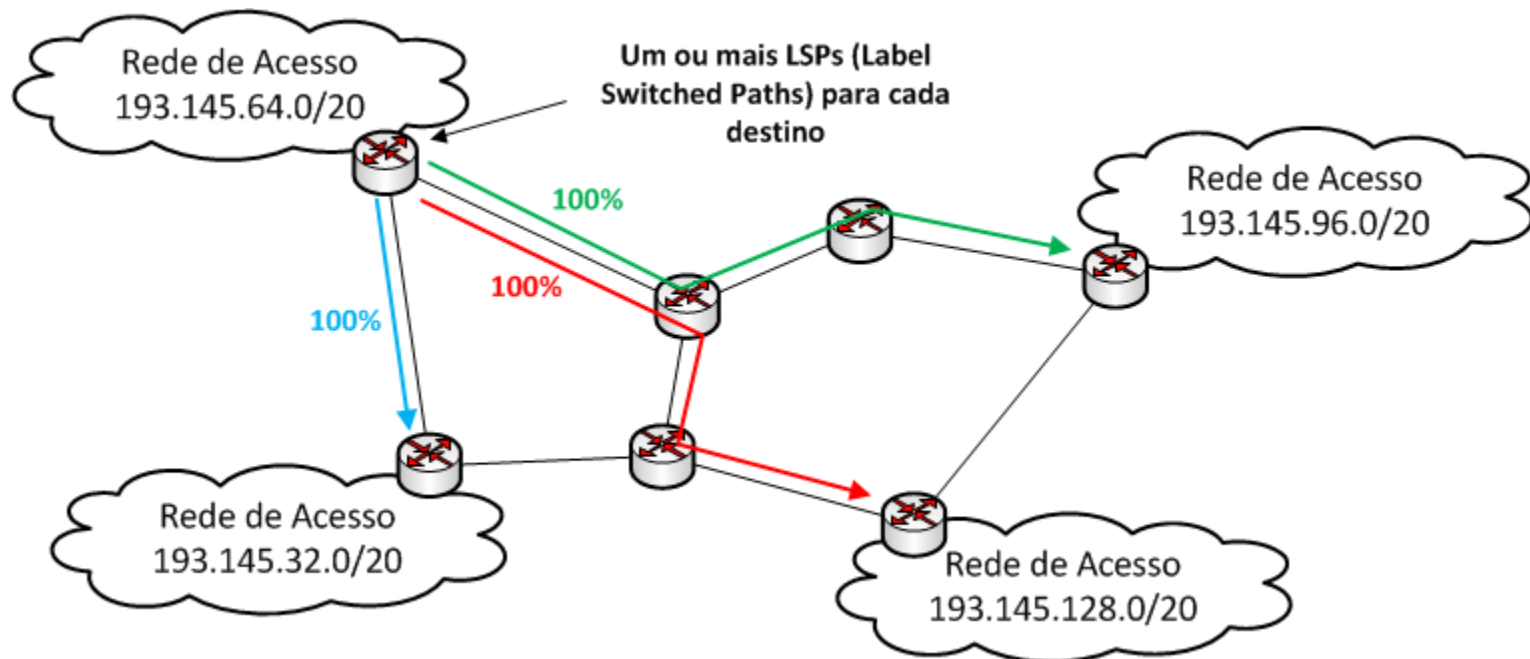 Rede de Acesso
193.145.64.0/20
Um ou mais LSPs (Label
Switched Paths) para cada
destino
Rede de Acesso
193.145.96.0/20
100%
100%
100%
Rede de Acesso
193.145.32.0/20
Rede de Acesso
193.145.128.0/20